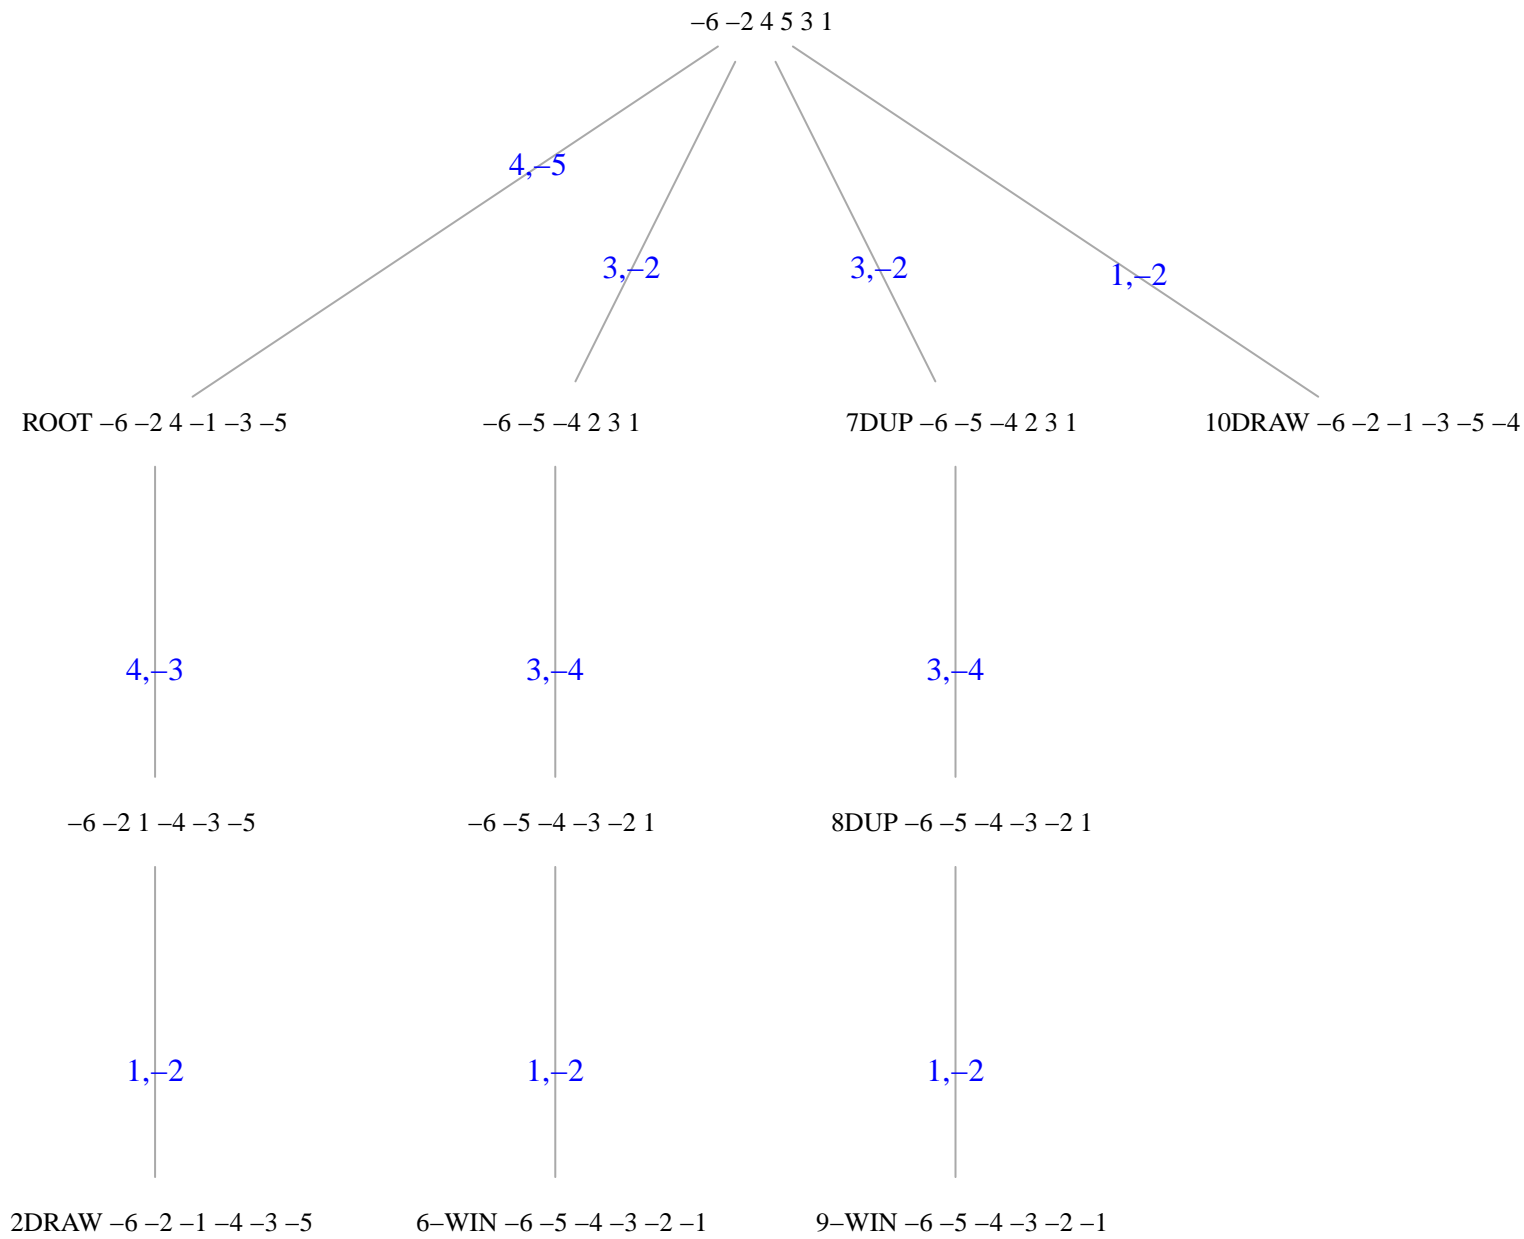 –6 –2 4 5 3 1
4,–5
3,–2
3,–2
1,–2
ROOT –6 –2 4 –1 –3 –5
–6 –5 –4 2 3 1
7DUP –6 –5 –4 2 3 1
10DRAW –6 –2 –1 –3 –5 –4
4,–3
3,–4
3,–4
–6 –2 1 –4 –3 –5
–6 –5 –4 –3 –2 1
8DUP –6 –5 –4 –3 –2 1
1,–2
1,–2
1,–2
2DRAW –6 –2 –1 –4 –3 –5
6–WIN –6 –5 –4 –3 –2 –1
9–WIN –6 –5 –4 –3 –2 –1